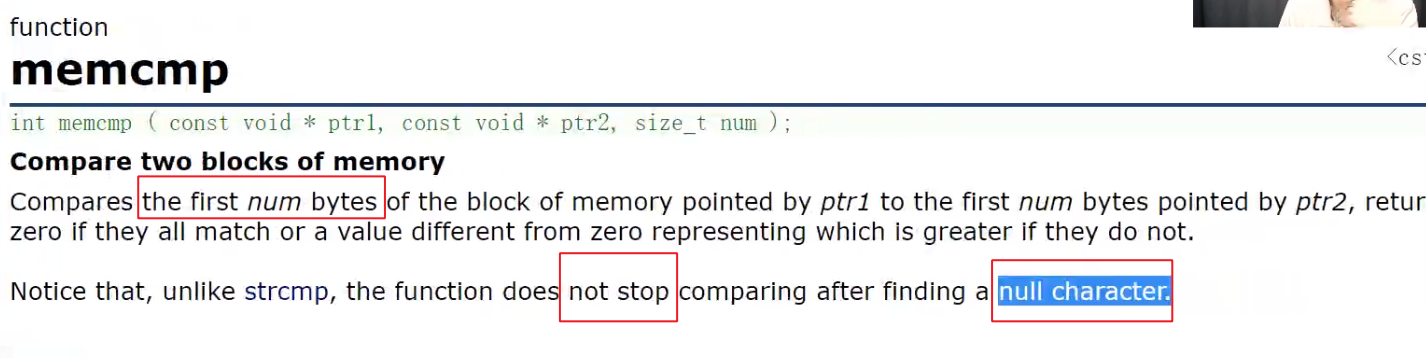 function
memcmp
<cs
int memcmp ( const void * ptr1, const void * ptr2, size_t num );
Compare two blocks of memory
Compares the first num bytes of the block of memory pointed by ptr1 to the first num bytes pointed by ptr2, retur
zero if they all match or a value different from zero representing which is greater if they do not.
Notice that, unlike strcmp, the function does not stop comparing after finding a null character.